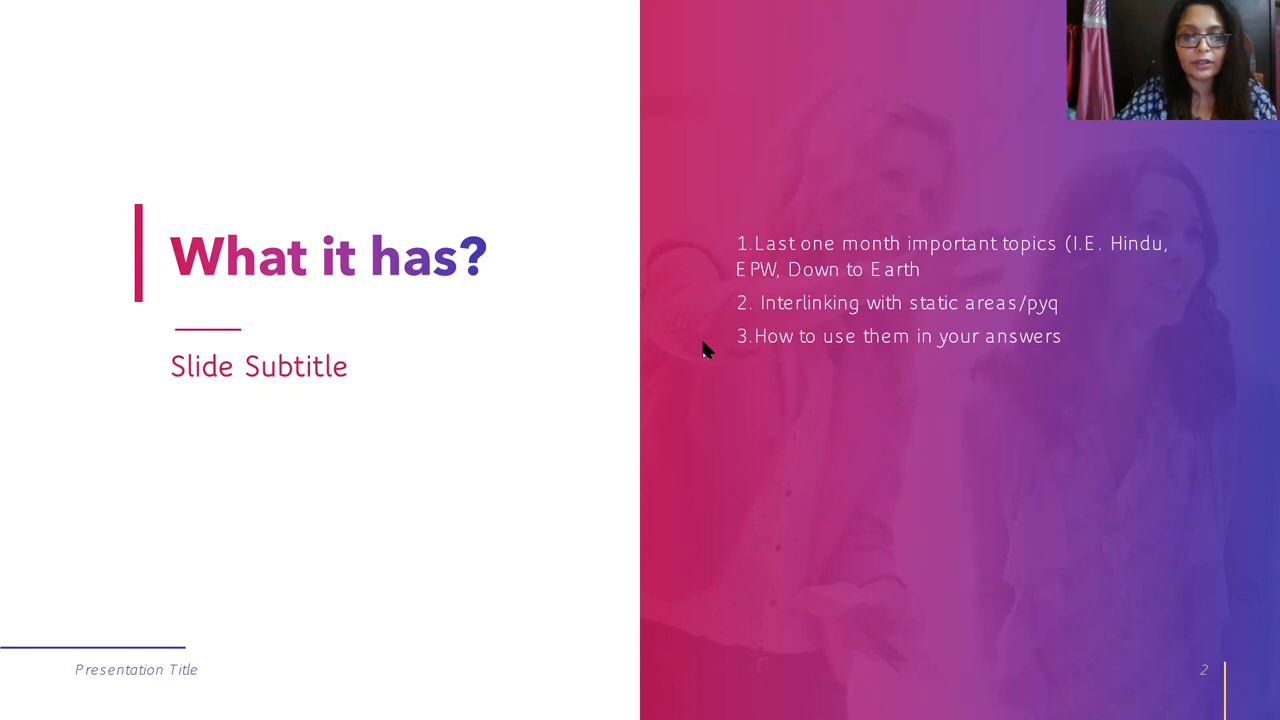 What it has?
Slide Subtitle
1.Last one month important topics (I.E. Hindu,
EPW, Down to Earth
2. Interlinking with static areas/pyq
3.How to use them in your answers
Presentation Title
2